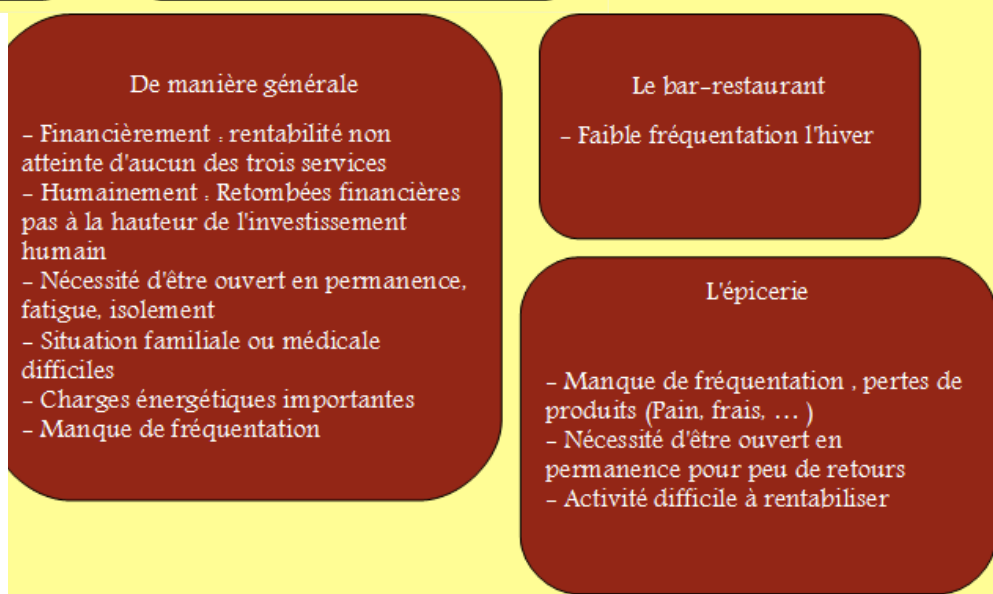 De manière générale
- Financièrement : rentabilité non
atteinte d'aucun des trois services
- Humainement : Retombées financières
pas à la hauteur de l'investissement
humain
- Nécessité d'être ouvert en permanence,
fatigue, isolement
- Situation familiale ou médicale
difficiles
- Charges énergétiques importantes
- Manque de fréquentation
Le bar-restaurant
- Faible fréquentation l'hiver
L'épicerie
- Manque de fréquentation , pertes de
produits (Pain, frais, ... )
- Nécessité d'être ouvert en
permanence pour peu de retours
- Activité difficile à rentabiliser